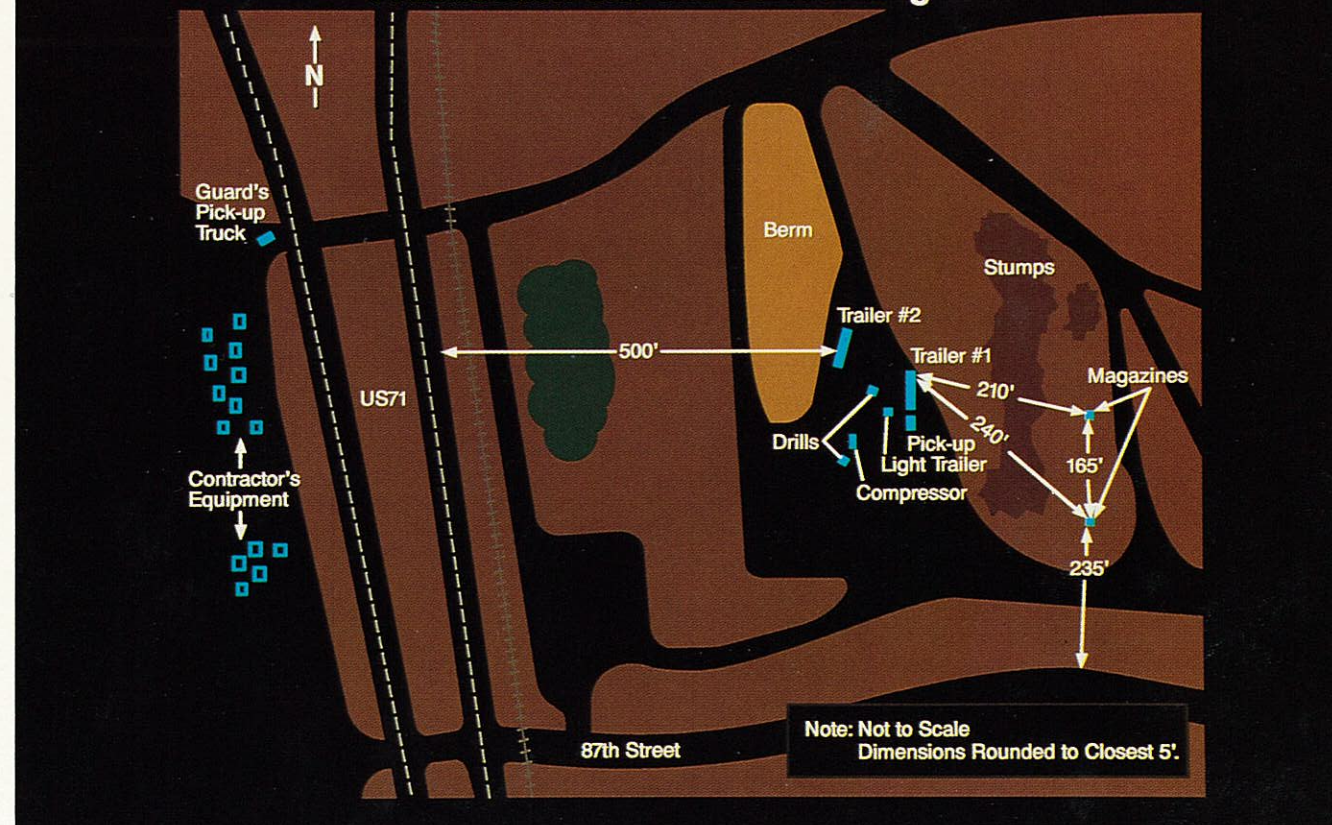 N
Guard's
Pick-up
Truck
Berm
Stumps
Trailer #2
500'
Trailer #1
US71
210'
Magazines
240'
Drills
Pick-up
Light Trailer
165'
Contractor's
Equipment
Compressor
235'
Note: Not to Scale
Dimensions Rounded to Closest 5'.
87th Street